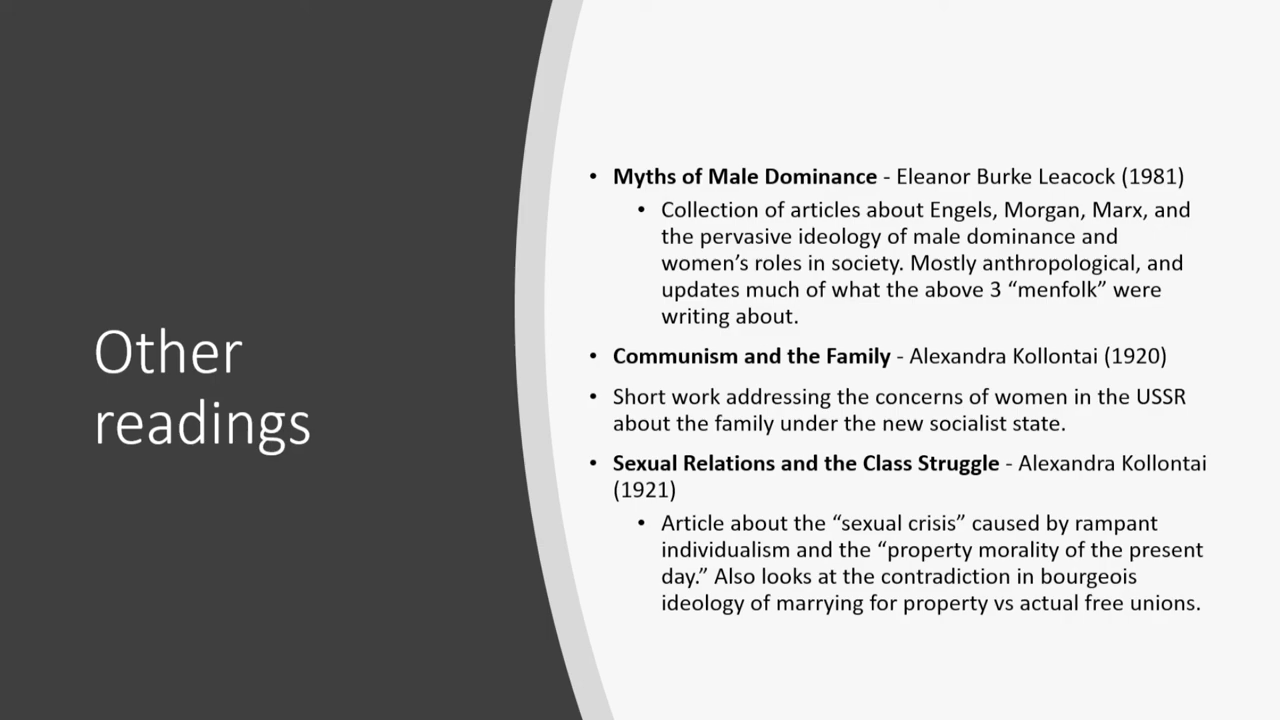 Other
readings
• Myths of Male Dominance - Eleanor Burke Leacock (1981)
• Collection of articles about Engels, Morgan, Marx, and
the pervasive ideology of male dominance and
women’s roles in society. Mostly anthropological, and
updates much of what the above 3 “menfolk” were
writing about.
• Communism and the Family - Alexandra Kollontai (1920)
• Short work addressing the concerns of women in the USSR
about the family under the new socialist state.
• Sexual Relations and the Class Struggle - Alexandra Kollontai
(1921)
• Article about the “sexual crisis” caused by rampant
individualism and the “property morality of the present
day.” Also looks at the contradiction in bourgeois
ideology of marrying for property vs actual free unions.